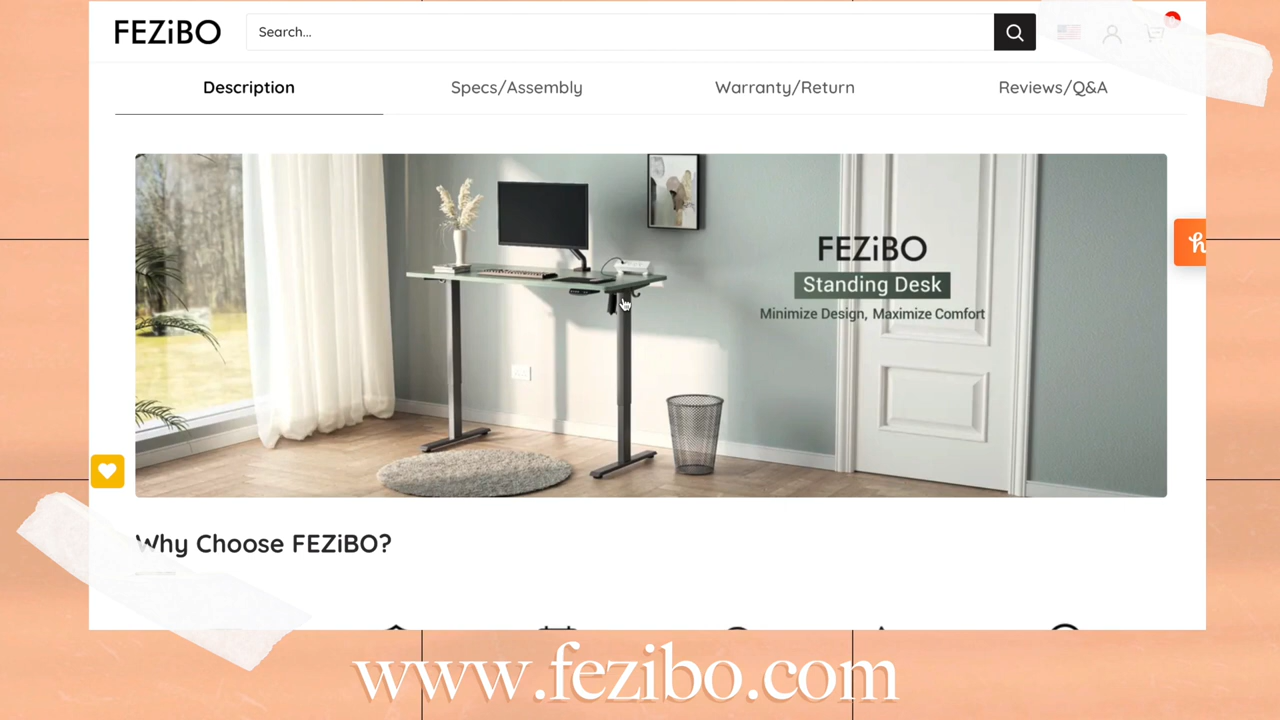 FEZiBO
Search...
Description
Specs/Assembly
Warranty/Return
Reviews/Q&A
FEZiBO
Standing Desk
Minimize Design, Maximize Comfort
Why Choose FEZiBO?
www.fezibo.com